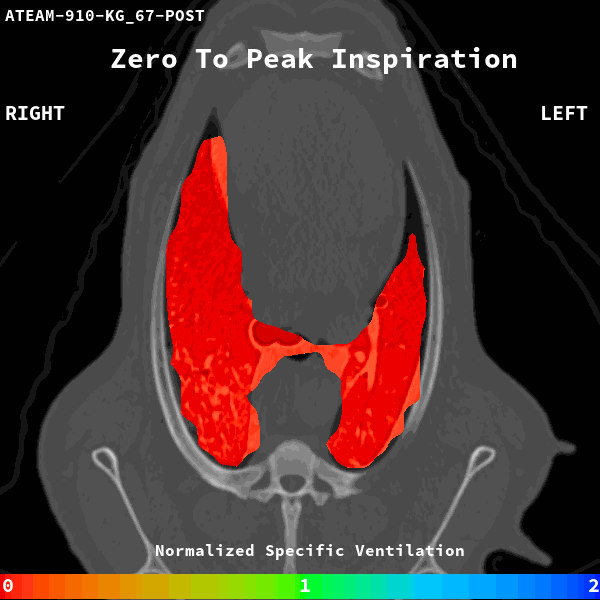 ATEAM-910-KG_67-POST
Zero To Peak Inspiration
RIGHT LEFT
Normalized Specific Ventilation
0 1 2